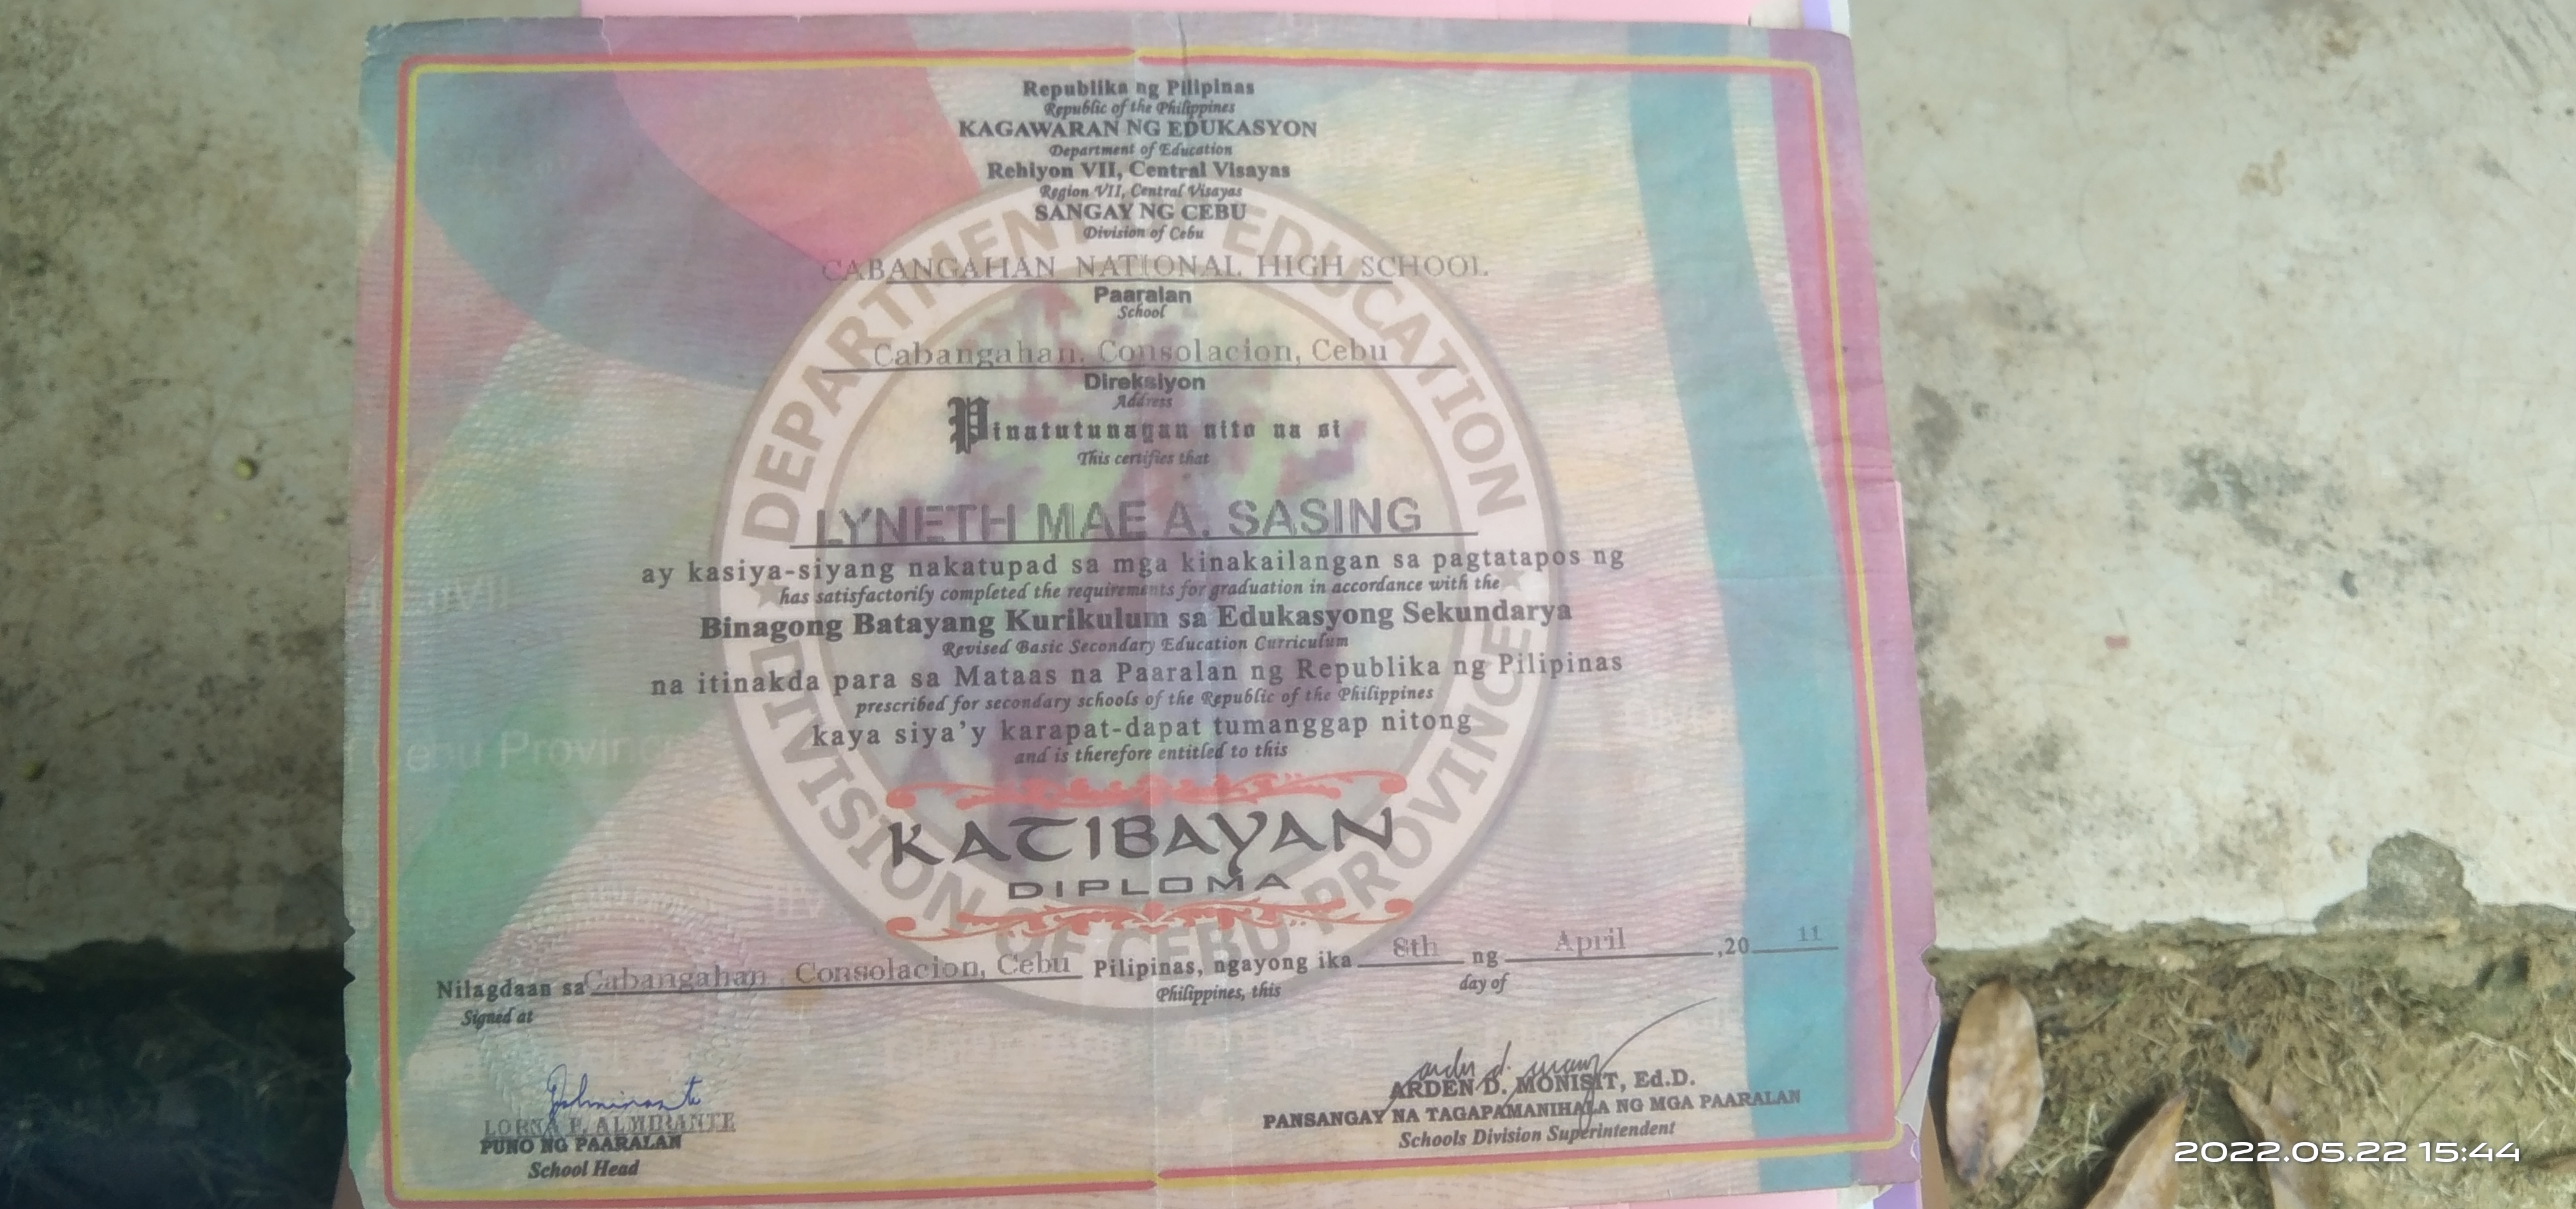 Republika ng Pilipinas
Republic of the Philippines
KAGAWARAN NG EDUKASYON
Department of Education
Rehiyon VII, Central Visayas
Region VII, Central Visayas
SANGAY NG CEBU
Division of Cebu
CABANGAHAN NATIONAL HIGH SCHOOL
Paaralan
School
Cabangahan, Consolacion, Cebu
Direksiyon
Address
Pinatutunayan nito na si
This certifies that
LYNETH MAE A. SASING
ay kasiya-siyang nakatupad sa mga kinakailangan sa pagtatapos ng
has satisfactorily completed the requirements for graduation in accordance with the
Binagong Batayang Kurikulum sa Edukasyong Sekundarya
Revised Basic Secondary Education Curriculum
na itinakda para sa Mataas na Paaralan ng Republika ng Pilipinas
prescribed for secondary schools of the Republic of the Philippines
kaya siya'y karapat-dapat tumanggap nitong
and is therefore entitled to this
KATIBAYAN
DIPLOMA
Nilagdaan sa Cabangahan, Consolacion, Cebu Pilipinas, ngayong ika 8th ng April ,20 11
Signed at Philippines, this day of
LORNA P. ALMIRANTE
PUNO NG PAARALAN
School Head
ARDEN D. MONISIT, Ed.D.
PANSANGAY NA TAGAPAMANIHALA NG MGA PAARALAN
Schools Division Superintendent
DEPARTMENT EDUCATION
DIVISION OF CEBU PROVINCE
Cebu Provin
2022.05.22 15:44